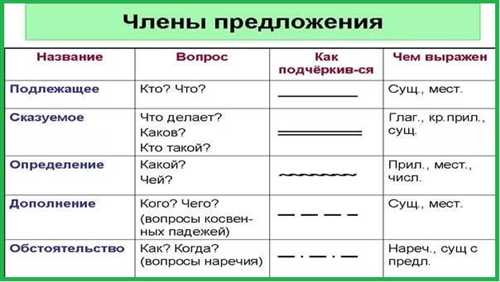 Члены предложения
Название Вопрос Как Чем выражен
подчёркив-ся
Подлежащее Кто? Что? Сущ., мест.
Сказуемое Что делает? Глаг., кр.прил.,
Каков? сущ.
Кто такой?
Определение Какой? Прил., мест.,
Чей? числ.
Дополнение Кого? Чего? Сущ., мест.
(вопросы косвен-
ных падежей)
Обстоятельство Как? Когда? Нареч., сущ с
(вопросы наречия) предл.